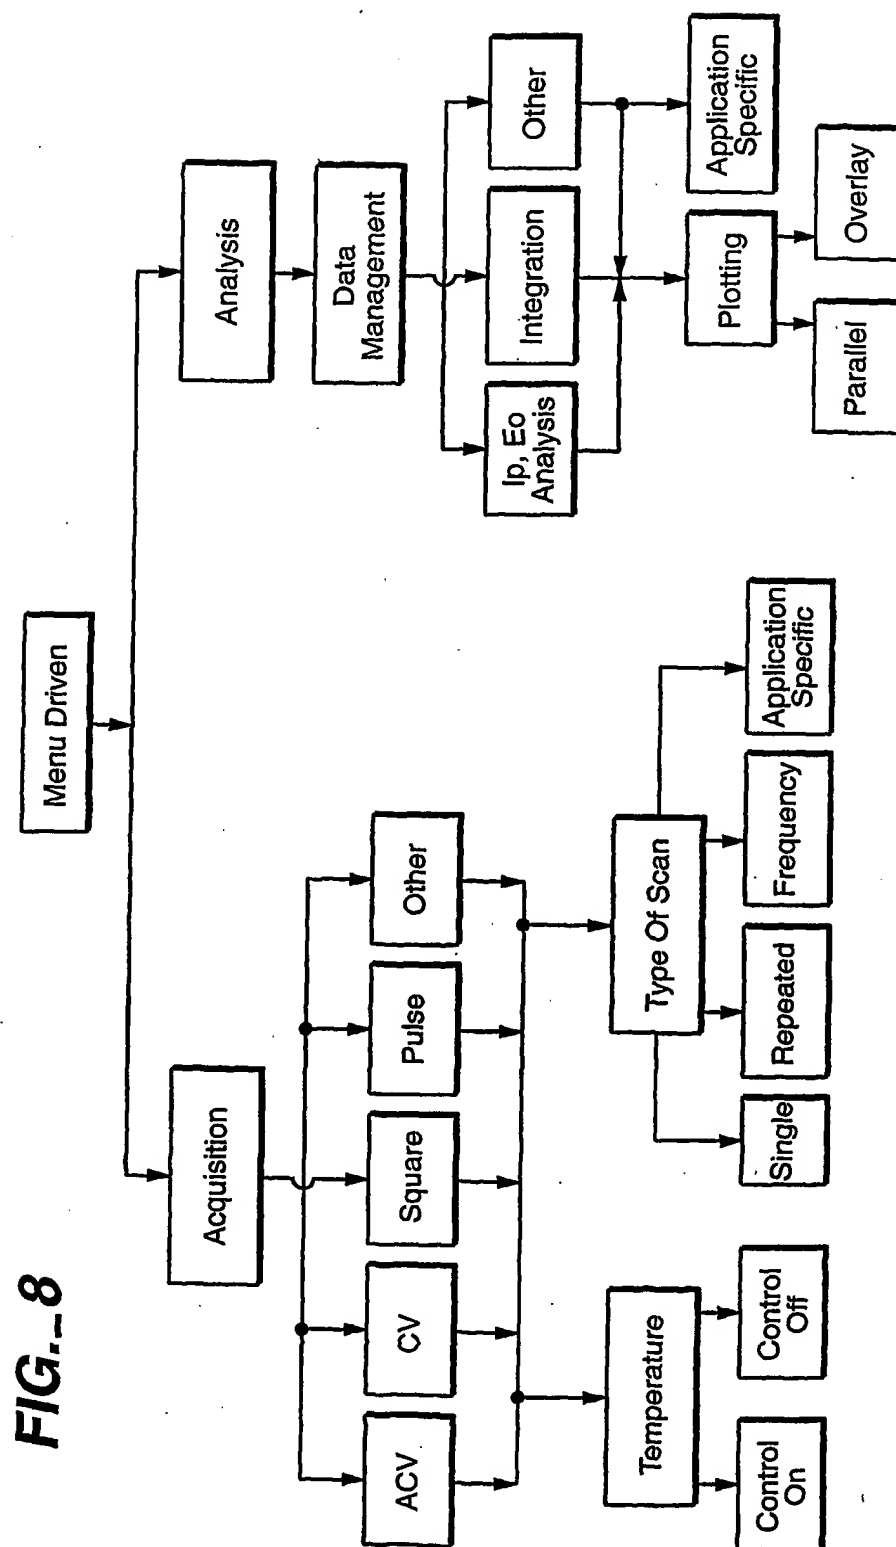 FIG._8
Menu Driven
Acquisition
Analysis
ACV
CV
Square
Pulse
Other
Data
Management
Ip, Eo
Analysis
Integration
Other
Temperature
Type Of Scan
Plotting
Application
Specific
Control
On
Control
Off
Single
Repeated
Frequency
Application
Specific
Parallel
Overlay